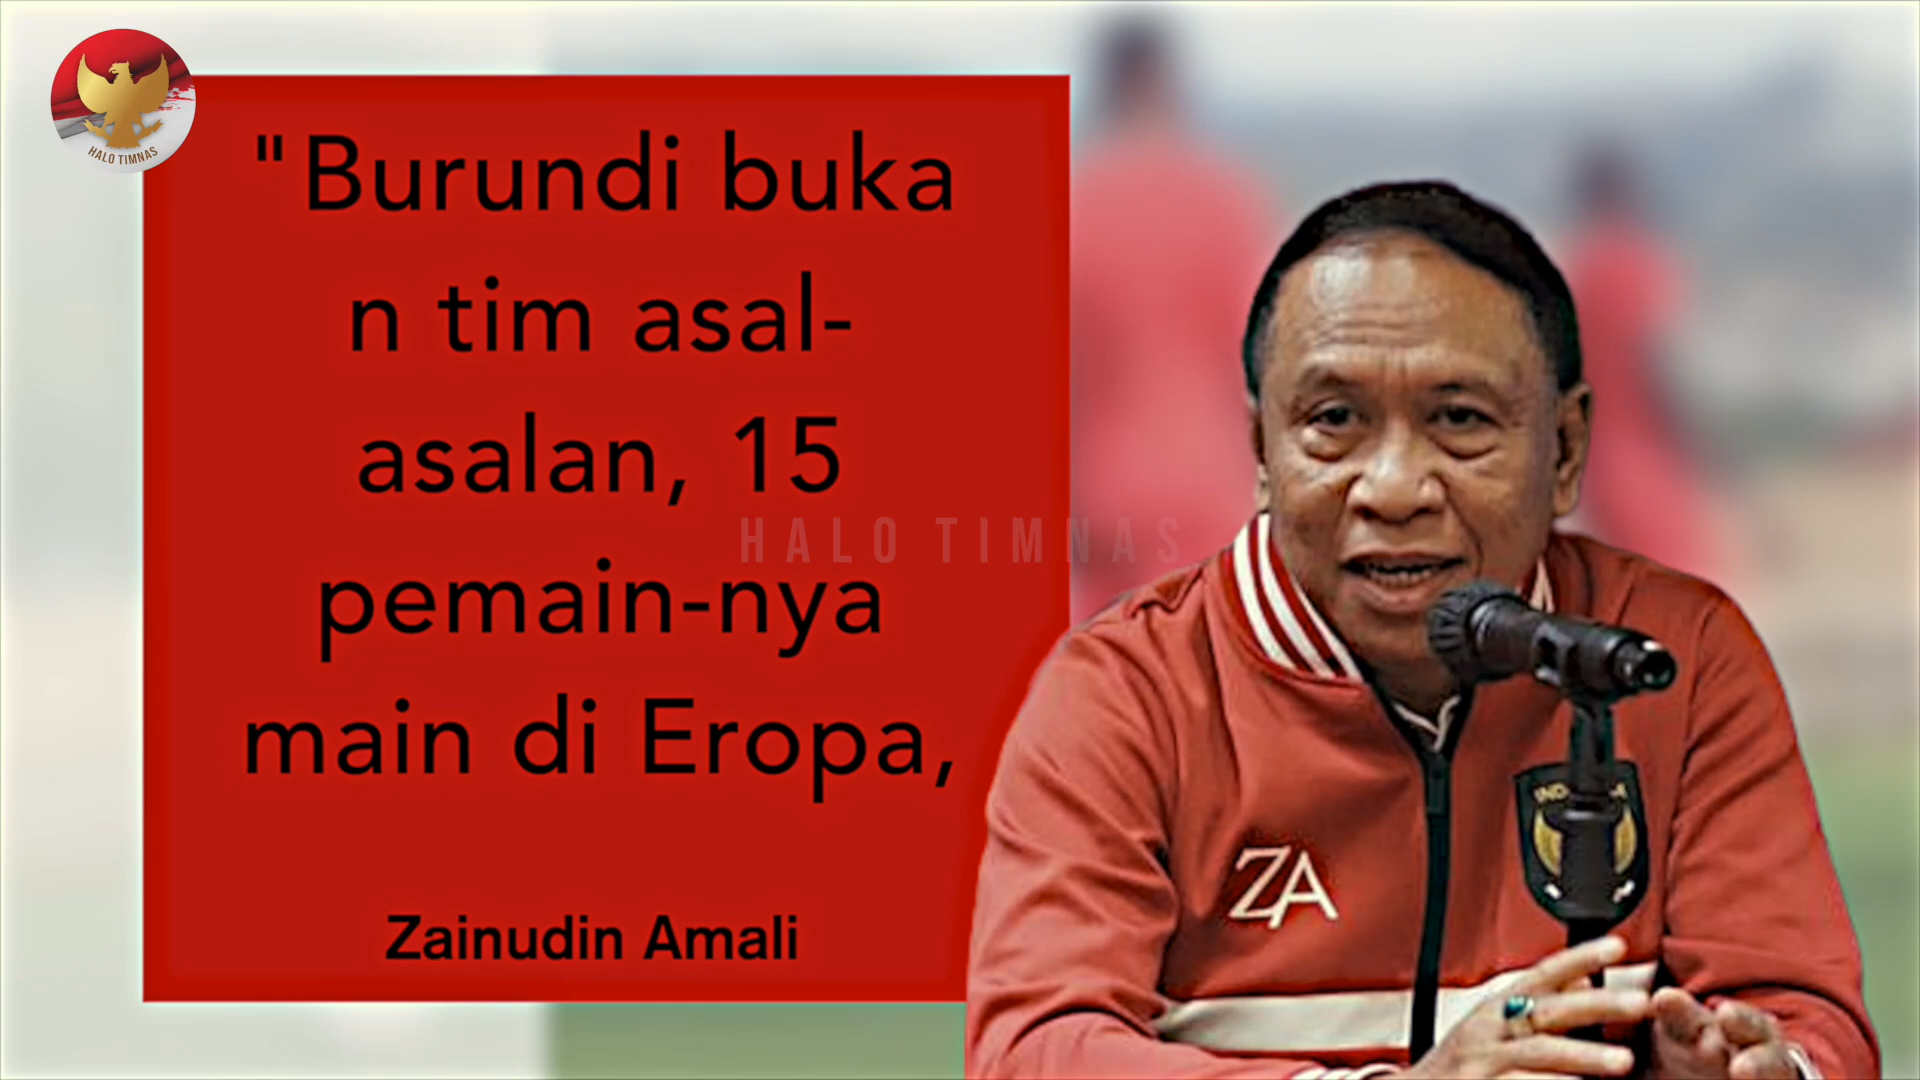 HALO TIMNAS
"Burundi buka
n tim asal-
asalan, 15
pemain-nya
main di Eropa,
HALO TIMNAS
Zainudin Amali
ZA